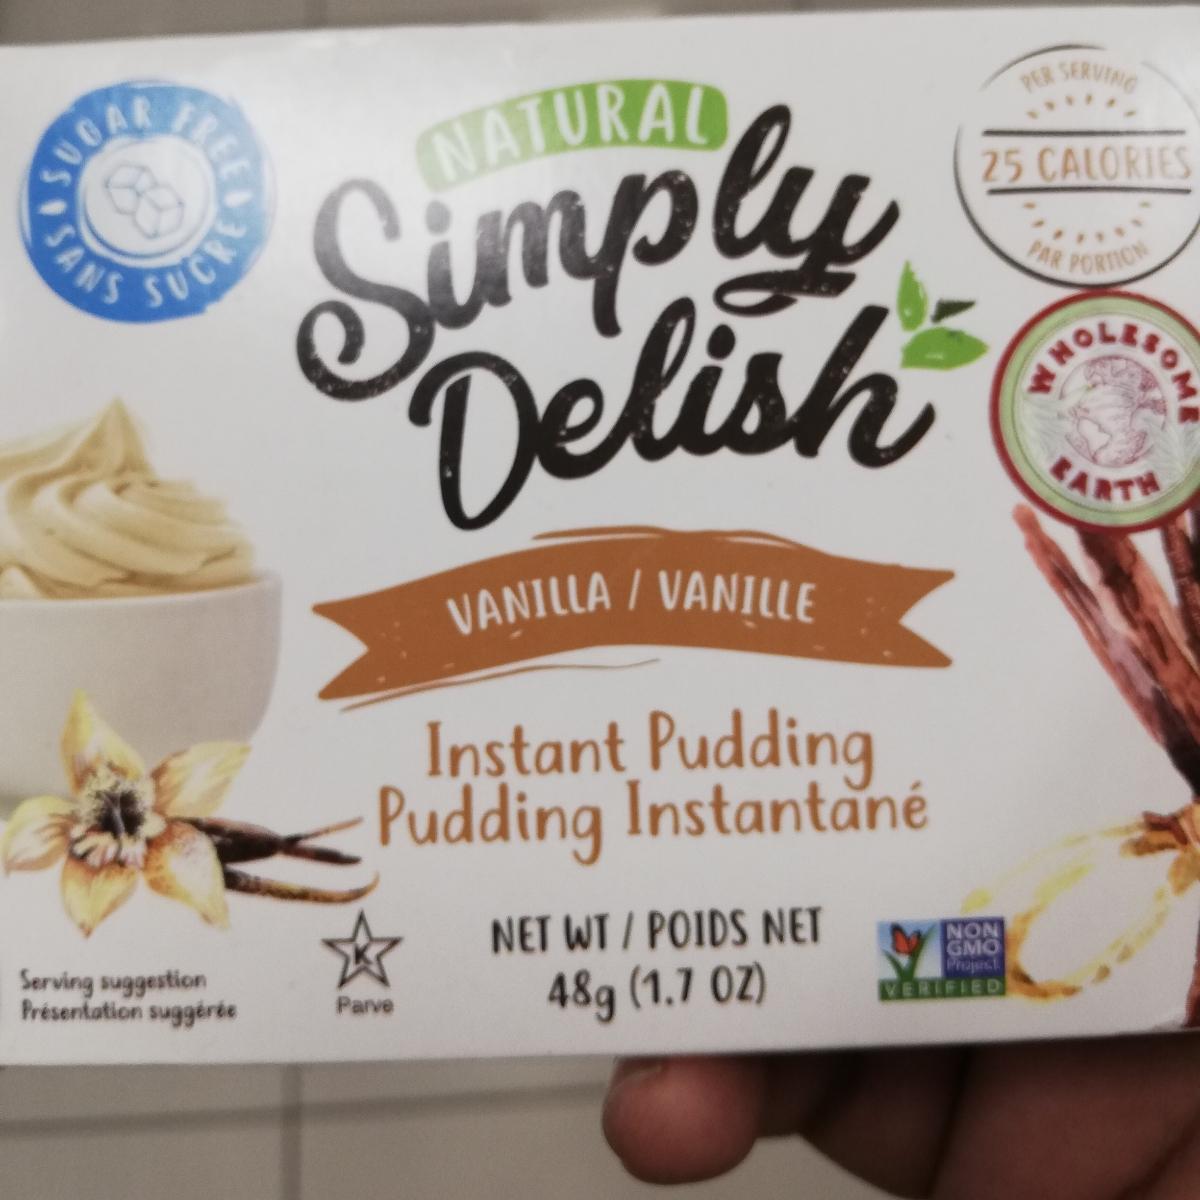 SUGAR FREE
SANS SUCRE
NATURAL
Simply
Delish
PER SERVING
25 CALORIES
PAR PORTION
WHOLESOME
EARTH
VANILLA / VANILLE
Instant Pudding
Pudding Instantané
K
Parve
NET WT / POIDS NET
48g (1.7 OZ)
NON
GMO
Project
VERIFIED
Serving suggestion
Présentation suggérée